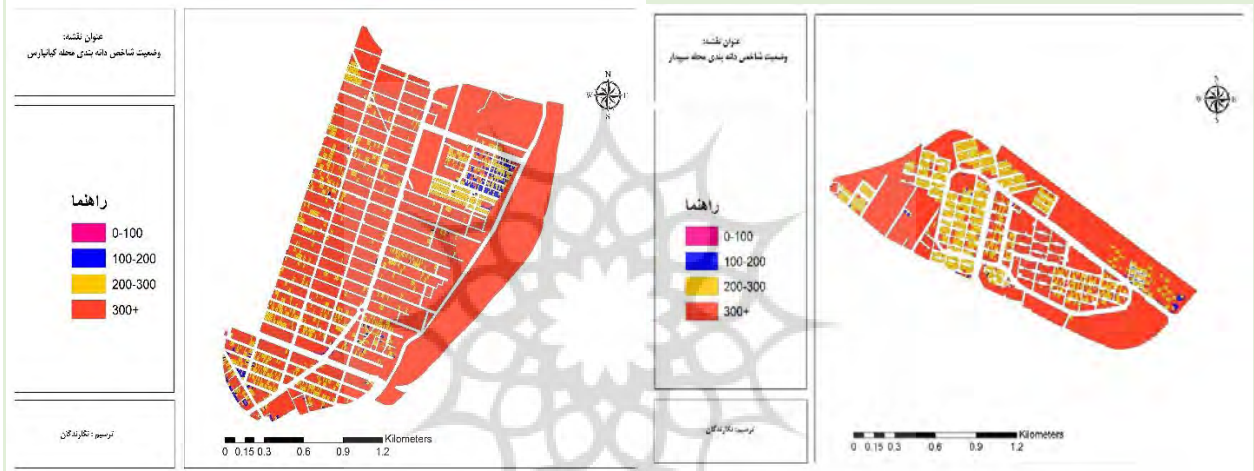 عنوان نقشه:
وضعیت شاخص دانه بندی محله کیانپارس
راهنما
0-100
100-200
200-300
300+
ترسیم: نگارندگان
N
W E
S
Kilometers
0 0.15 0.3 0.6 0.9 1.2
عنوان نقشه:
وضعیت شاخص دانه بندی محله سپیدار
راهنما
0-100
100-200
200-300
300+
ترسیم: نگارندگان
N
W E
S
Kilometers
0 0.15 0.3 0.6 0.9 1.2